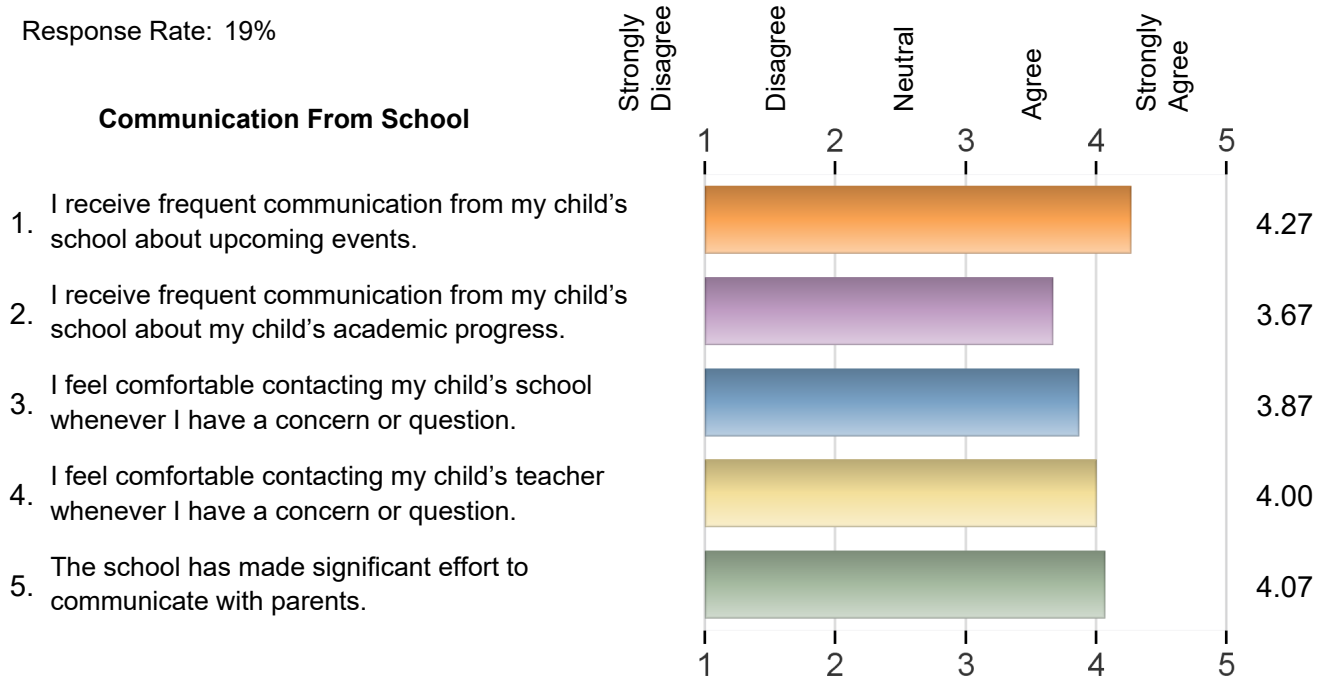 Response Rate: 19%
Strongly
Disagree
Disagree
Neutral
Agree
Strongly
Agree
Communication From School
1 2 3 4 5
1. I receive frequent communication from my child’s
school about upcoming events.
4.27
2. I receive frequent communication from my child’s
school about my child’s academic progress.
3.67
3. I feel comfortable contacting my child’s school
whenever I have a concern or question.
3.87
4. I feel comfortable contacting my child’s teacher
whenever I have a concern or question.
4.00
5. The school has made significant effort to
communicate with parents.
4.07
1 2 3 4 5